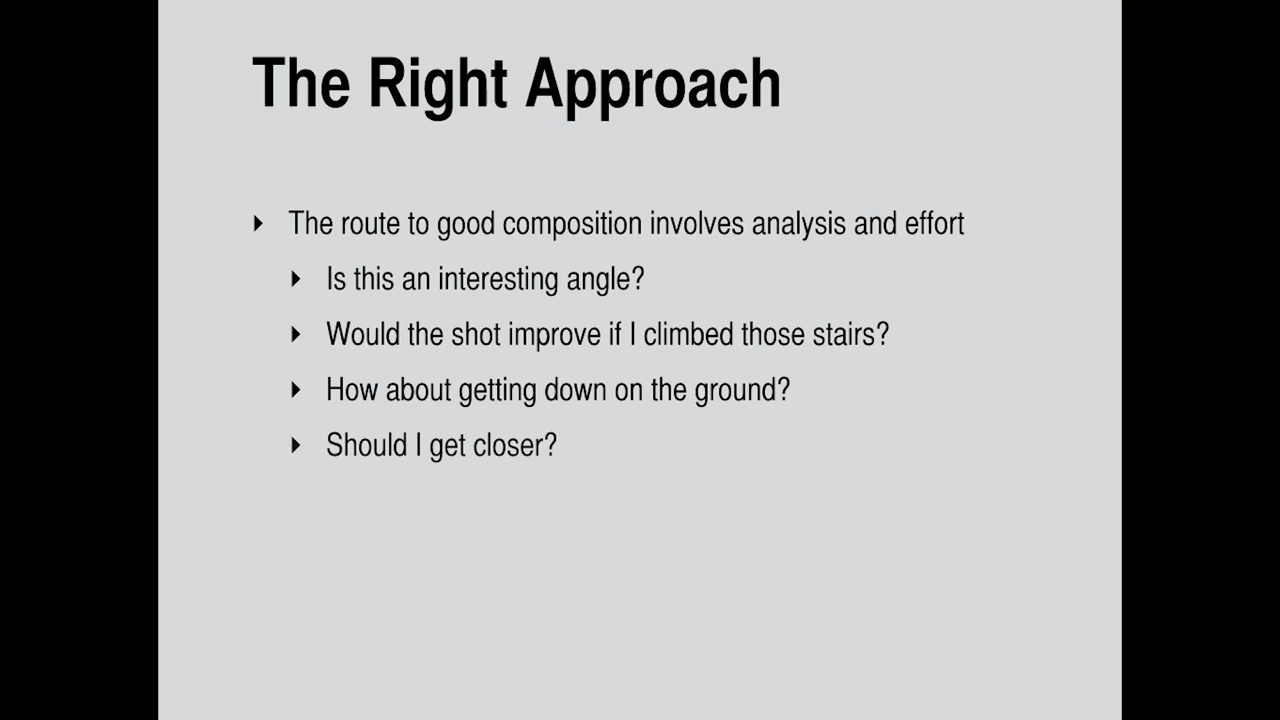 The Right Approach
The route to good composition involves analysis and effort
Is this an interesting angle?
Would the shot improve if I climbed those stairs?
How about getting down on the ground?
Should I get closer?